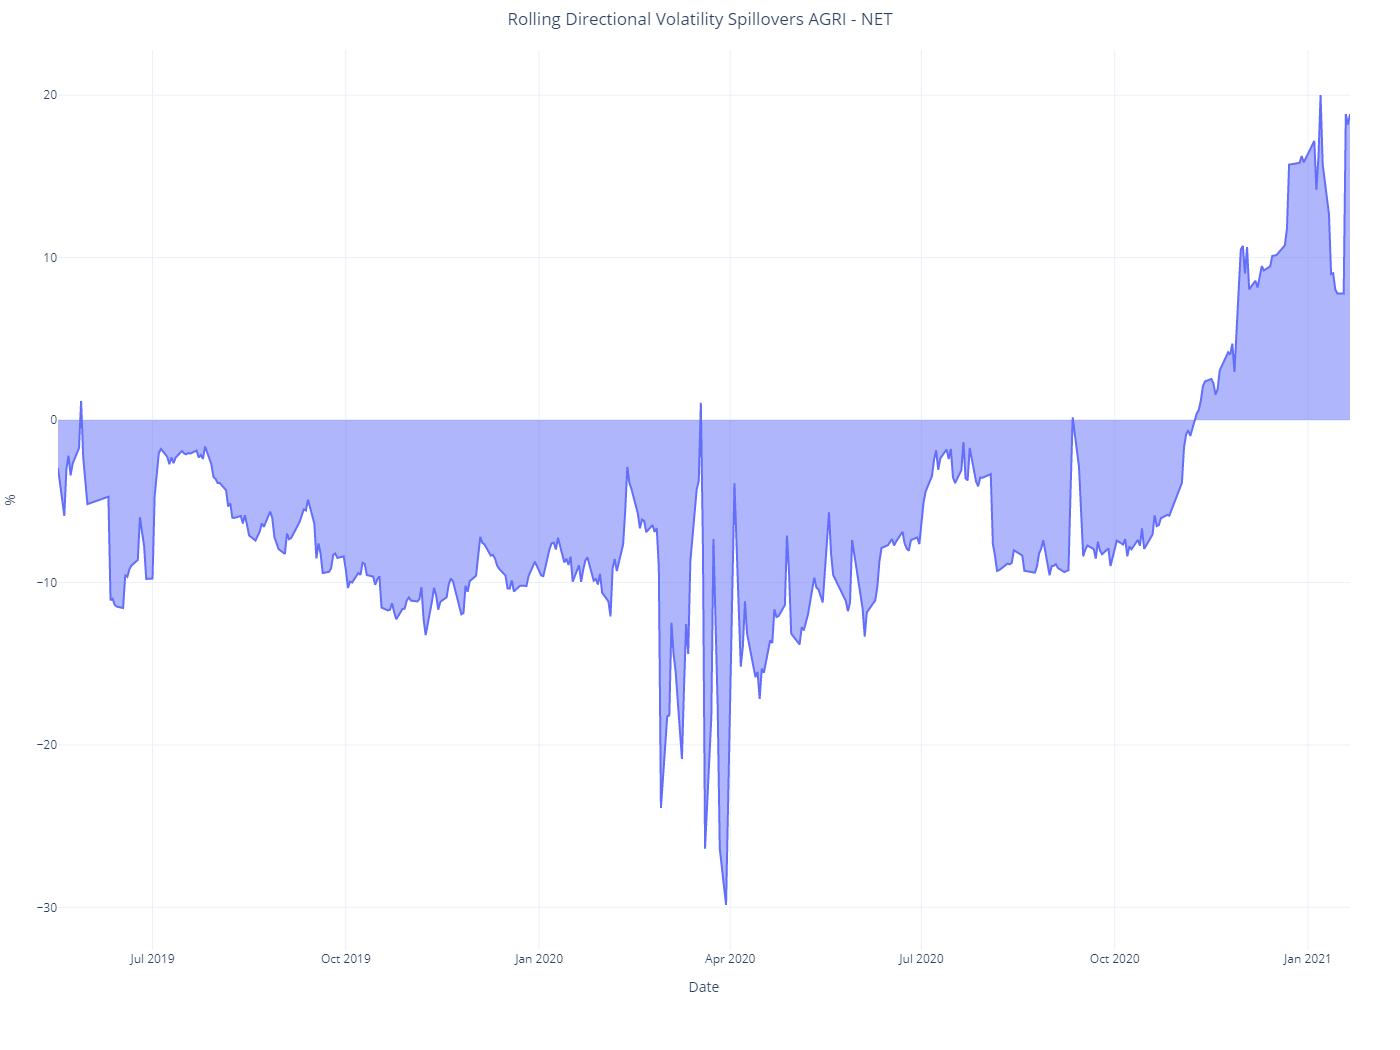 Rolling Directional Volatility Spillovers AGRI - NET
20
10
0
−10
−20
−30
%
Jul 2019
Oct 2019
Jan 2020
Apr 2020
Jul 2020
Oct 2020
Jan 2021
Date